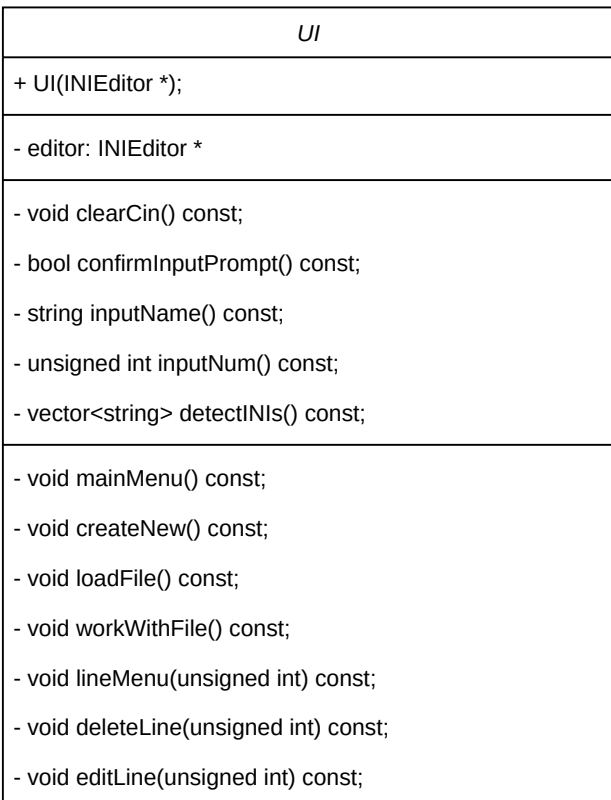 UI
+ UI(INIEditor *);
- editor: INIEditor *
- void clearCin() const;
- bool confirmInputPrompt() const;
- string inputName() const;
- unsigned int inputNum() const;
- vector<string> detectINIs() const;
- void mainMenu() const;
- void createNew() const;
- void loadFile() const;
- void workWithFile() const;
- void lineMenu(unsigned int) const;
- void deleteLine(unsigned int) const;
- void editLine(unsigned int) const;